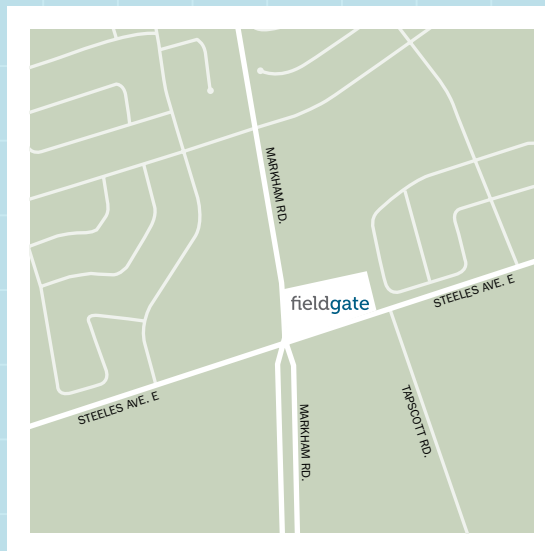 MARKHAM RD.
fieldgate
STEELES AVE. E
STEELES AVE. E
TAPSCOTT RD.
MARKHAM RD.